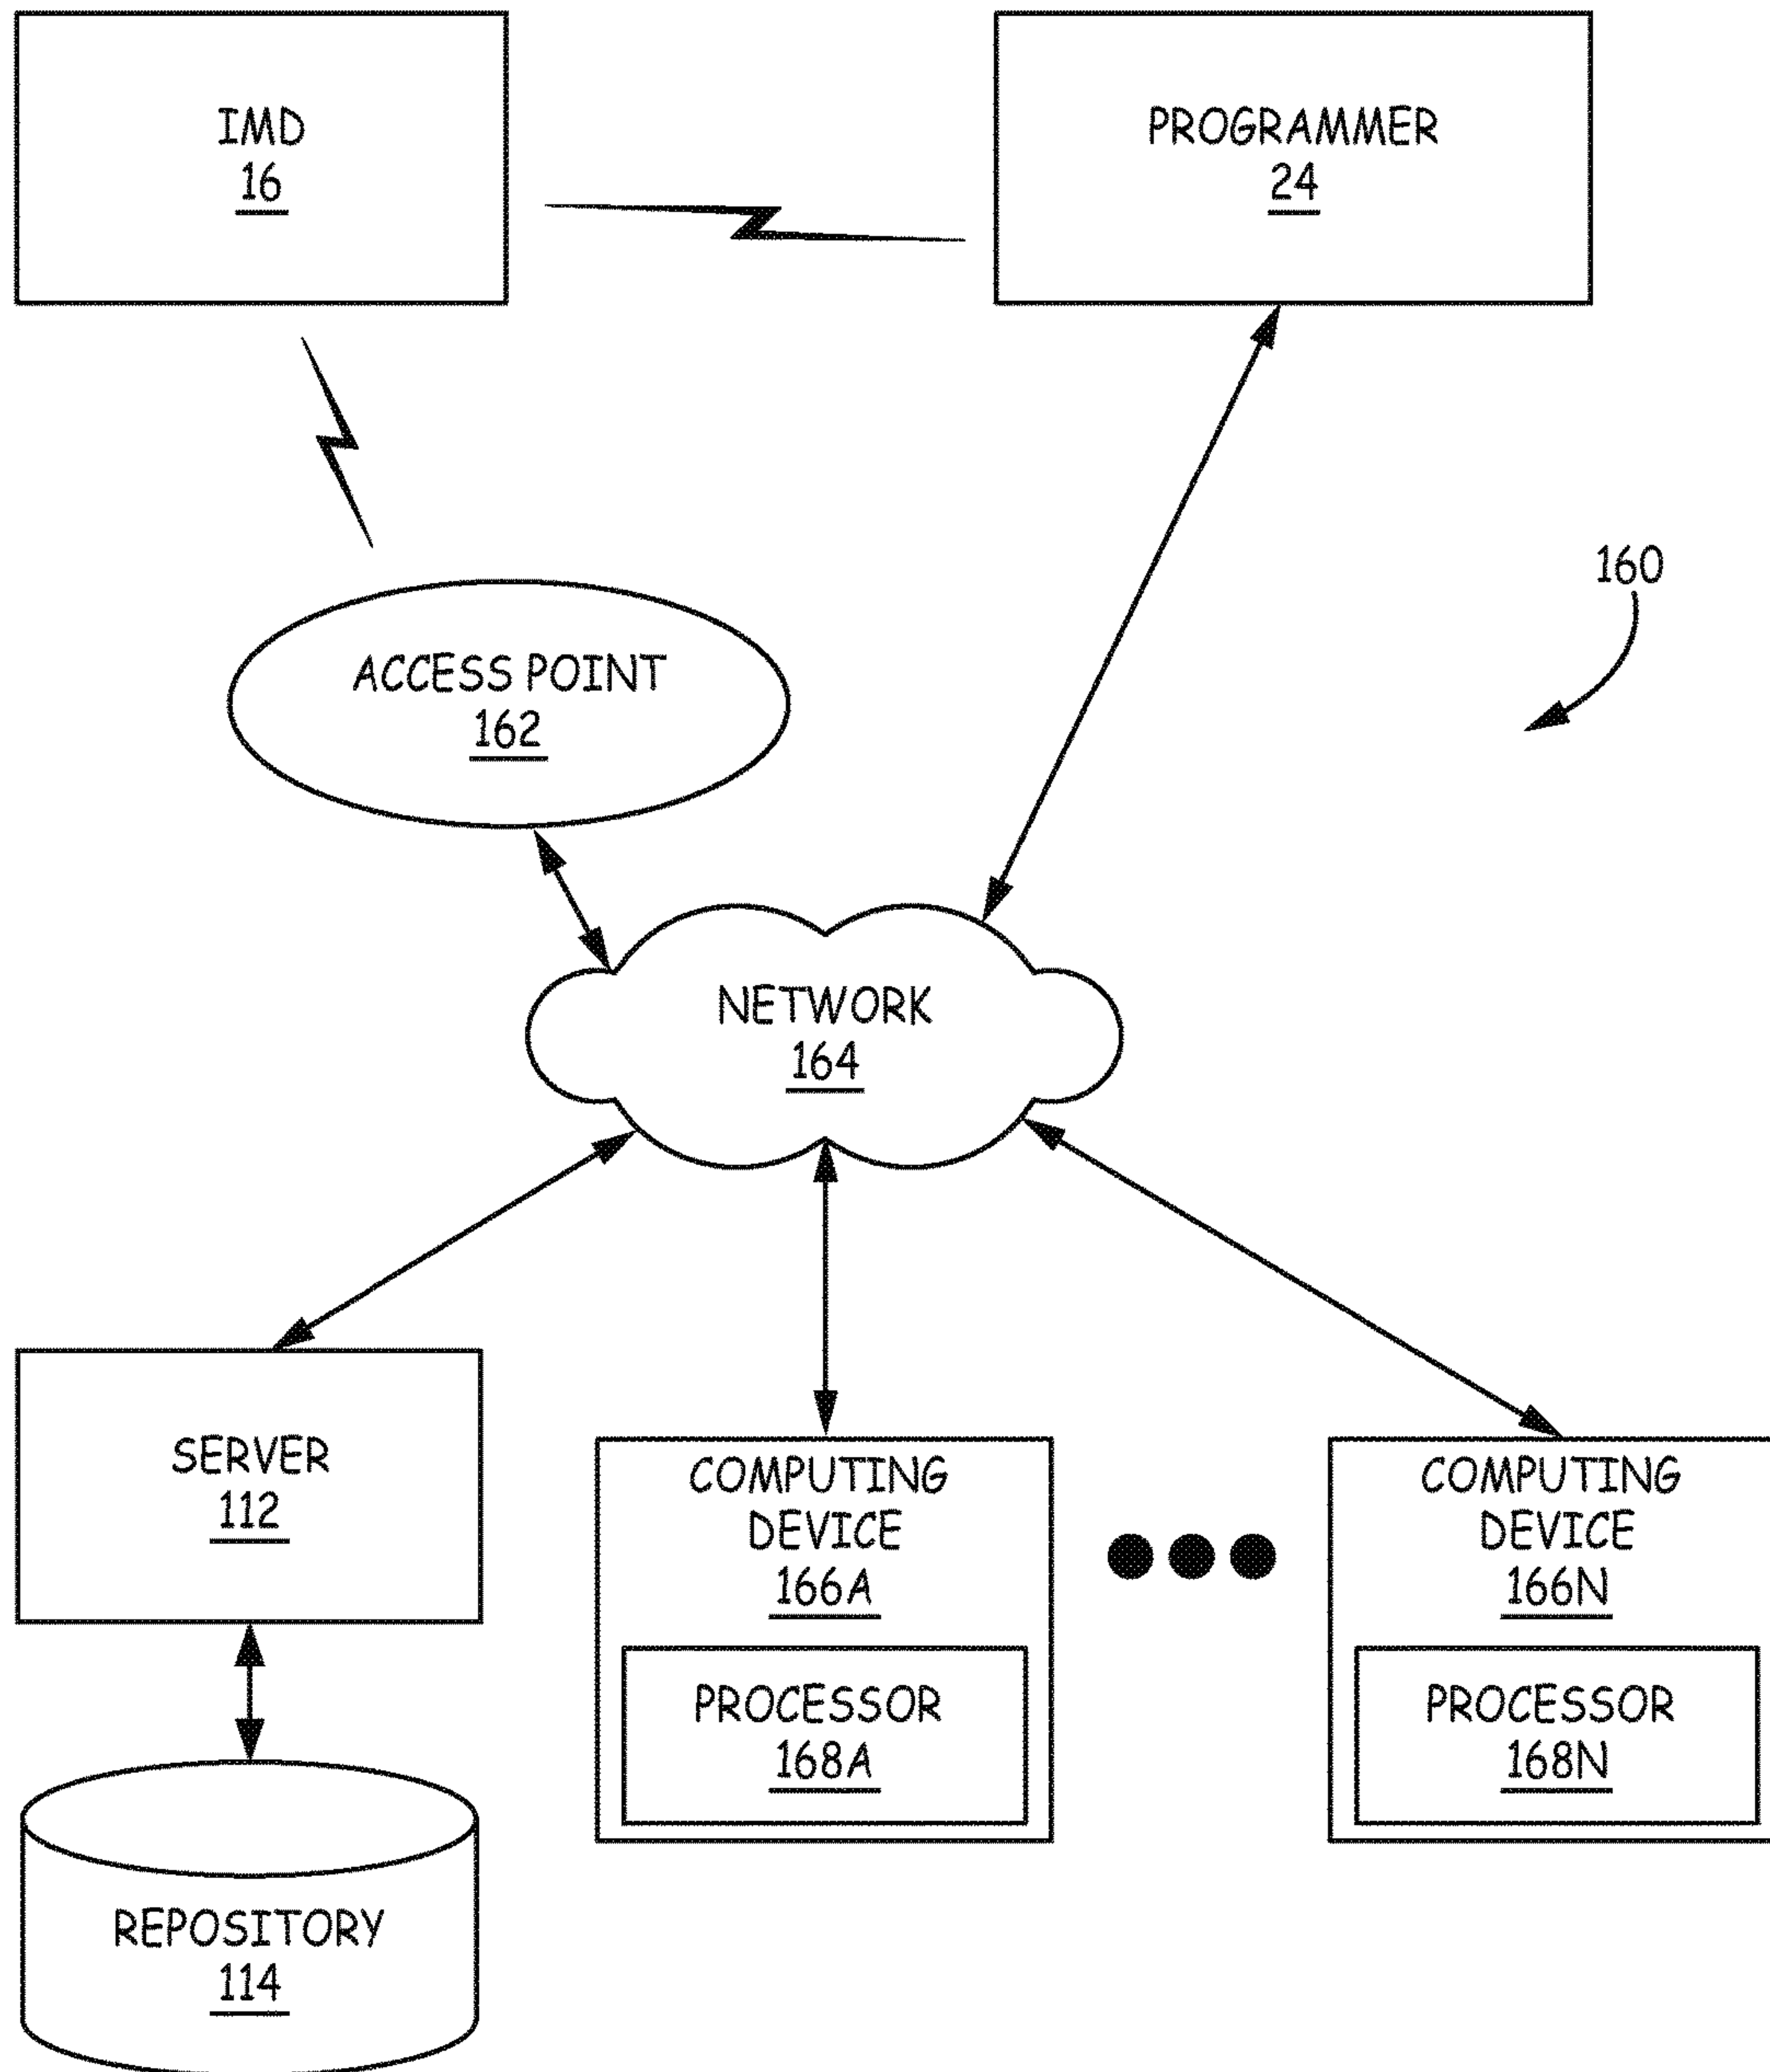 IMD
16
PROGRAMMER
24
160
ACCESS POINT
162
NETWORK
164
SERVER
112
COMPUTING
DEVICE
166A
PROCESSOR
168A
COMPUTING
DEVICE
166N
PROCESSOR
168N
REPOSITORY
114